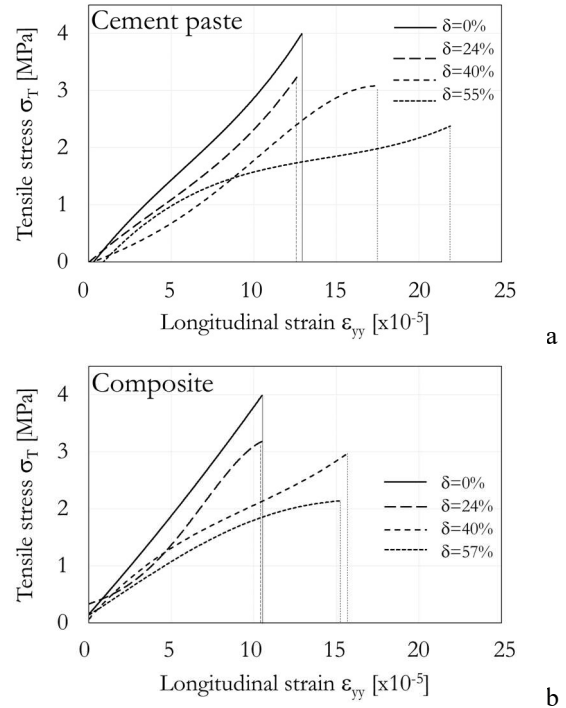 Cement paste
Tensile stress σT [MPa]
4
3
2
1
0
δ=0%
δ=24%
δ=40%
δ=55%
0 5 10 15 20 25
Longitudinal strain εyy [x10-5]
a
Composite
Tensile stress σT [MPa]
4
3
2
1
0
δ=0%
δ=24%
δ=40%
δ=57%
0 5 10 15 20 25
Longitudinal strain εyy [x10-5]
b